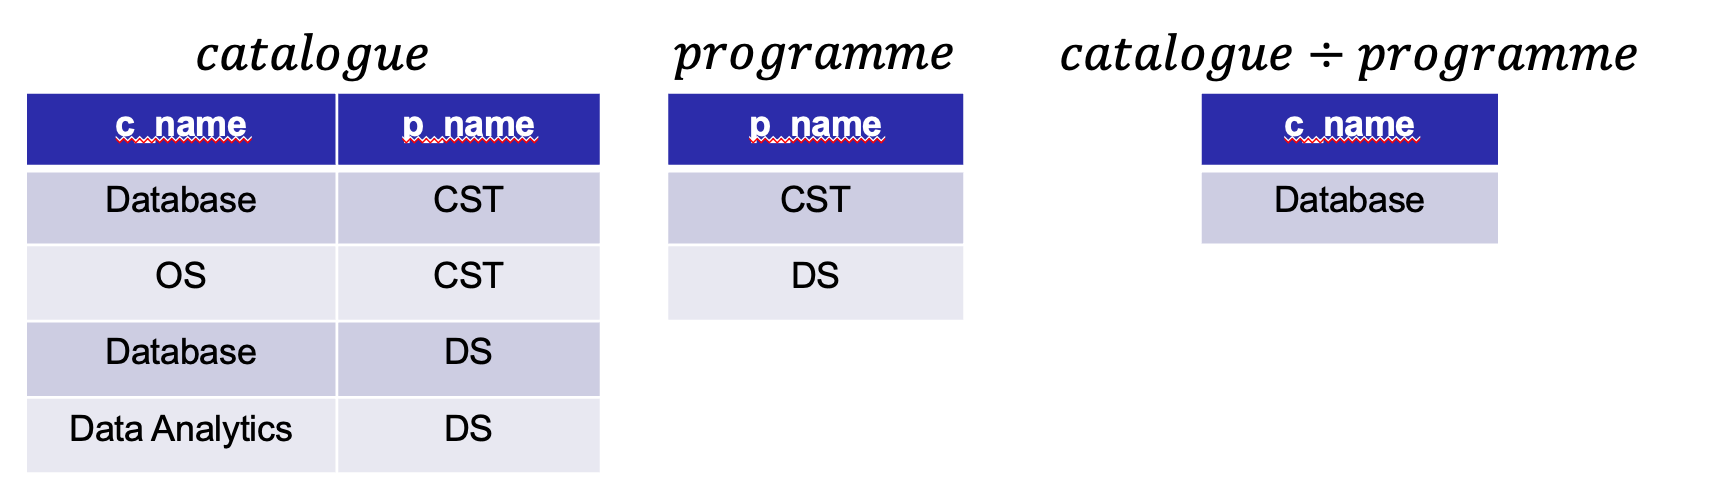 catalogue programme catalogue ÷ programme
c_name p_name p_name c_name
Database CST CST Database
OS CST DS
Database DS
Data Analytics DS